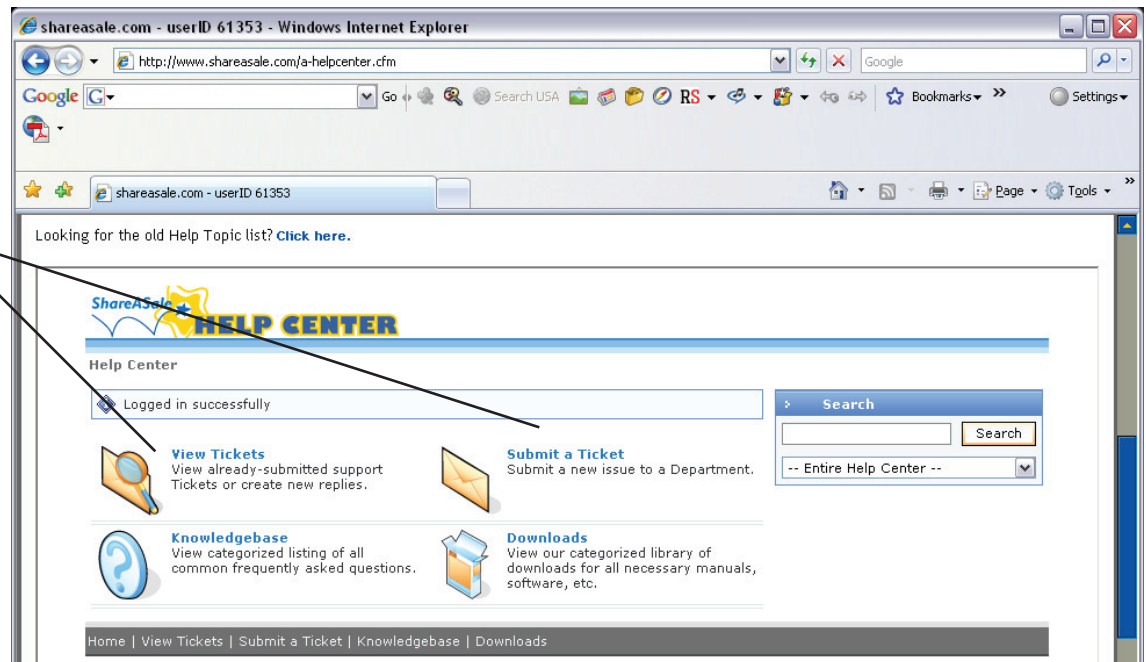 shareasale.com - userID 61353 - Windows Internet Explorer
http://www.shareasale.com/a-helpcenter.cfm
Google
Google G
Go
Search USA
RS
Bookmarks
Settings
shareasale.com - userID 61353
Page
Tools
Looking for the old Help Topic list? Click here.
ShareASale
HELP CENTER
Help Center
Logged in successfully
View Tickets
View already-submitted support
Tickets or create new replies.
Submit a Ticket
Submit a new issue to a Department.
Search
Search
-- Entire Help Center --
Knowledgebase
View categorized listing of all
common frequently asked questions.
Downloads
View our categorized library of
downloads for all necessary manuals,
software, etc.
Home | View Tickets | Submit a Ticket | Knowledgebase | Downloads